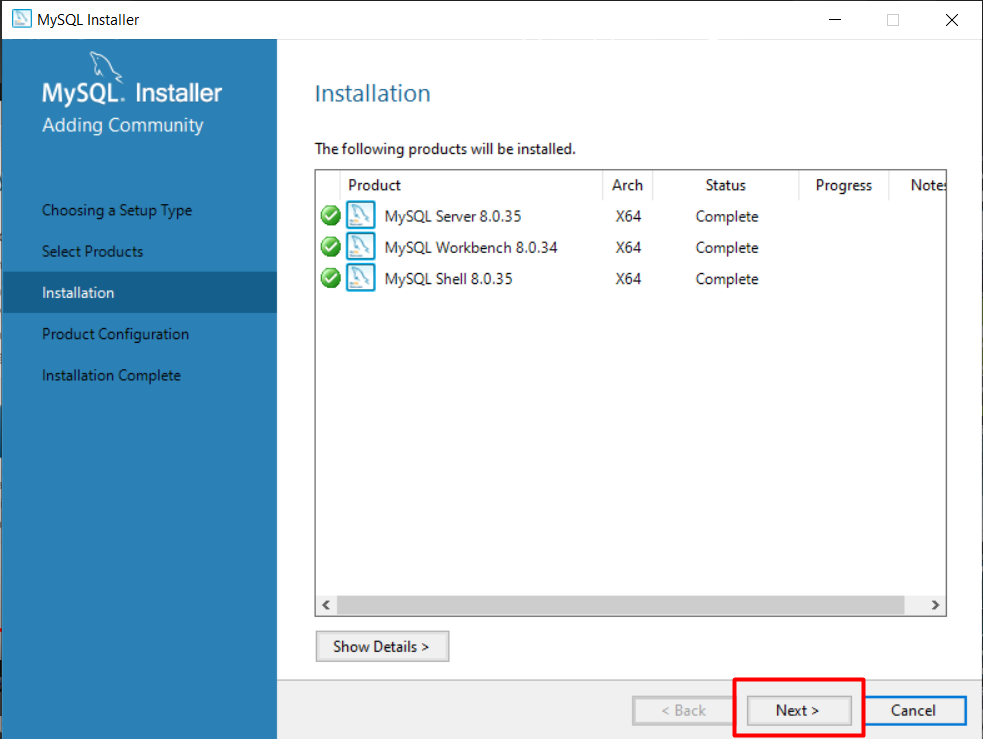 MySQL Installer
MySQL. Installer
Adding Community
Choosing a Setup Type
Select Products
Installation
Product Configuration
Installation Complete
Installation
The following products will be installed.
Product Arch Status Progress Notes
MySQL Server 8.0.35 X64 Complete
MySQL Workbench 8.0.34 X64 Complete
MySQL Shell 8.0.35 X64 Complete
Show Details >
< Back Next > Cancel